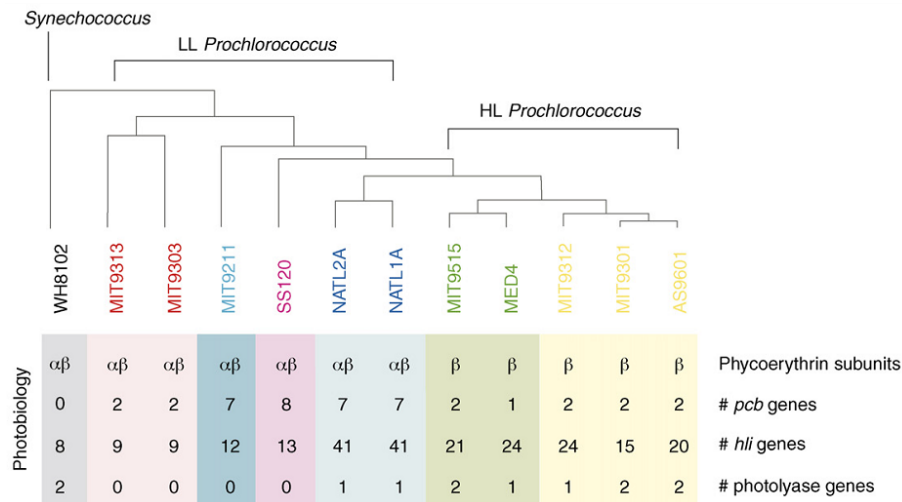 Synechococcus
LL Prochlorococcus
HL Prochlorococcus
WH8102 MIT9313 MIT9303 MIT9211 SS120 NATL2A NATL1A MIT9515 MED4 MIT9312 MIT9301 AS9601
Photobiology
αβ αβ αβ αβ αβ αβ αβ β β β β β Phycoerythrin subunits
0 2 2 7 8 7 7 2 1 2 2 2 # pcb genes
8 9 9 12 13 41 41 21 24 24 15 20 # hli genes
2 0 0 0 0 1 1 2 1 1 2 2 # photolyase genes